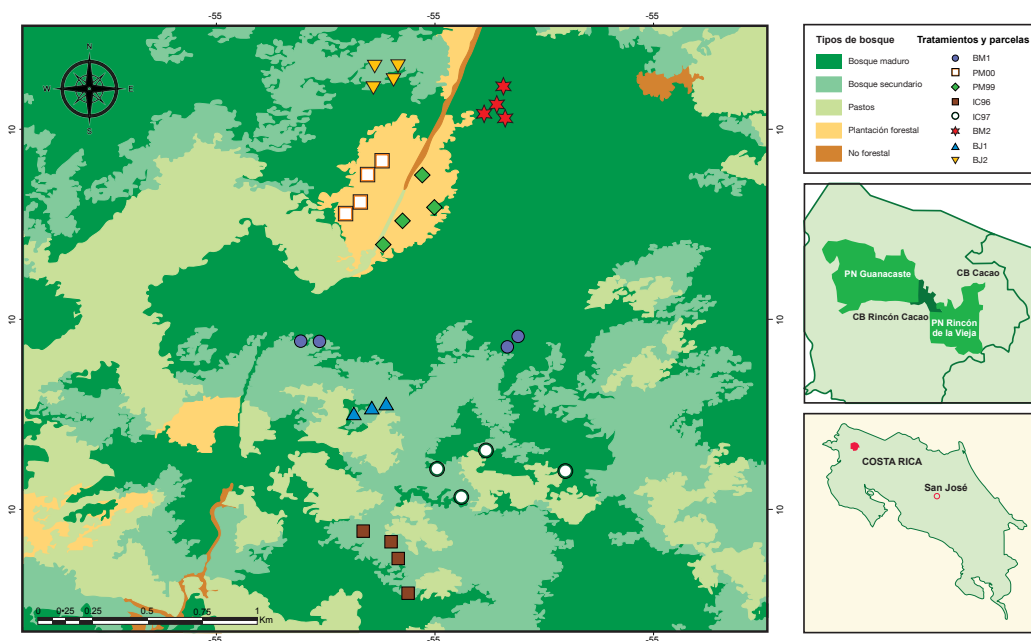 -55 -55 -55
N
W E
S
10
10
10
0 0.25 0.25 0.5 0.76 1
Km
-55 -55 -55
Tipos de bosque
Bosque maduro
Bosque secundario
Pastos
Plantación forestal
No forestal
Tratamientos y parcelas
BM1
PM00
PM99
IC96
IC97
BM2
BJ1
BJ2
10
10
10
PN Guanacaste
CB Cacao
CB Rincón Cacao
PN Rincón
de la Vieja
COSTA RICA
San José